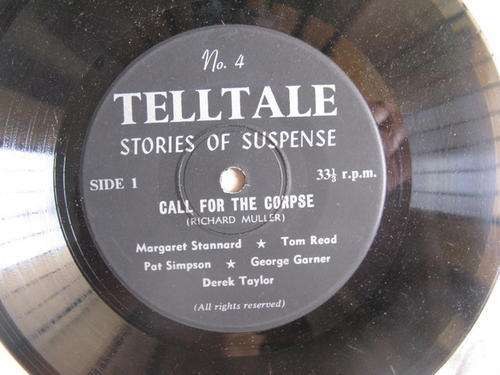 No. 4
TELLTALE
STORIES OF SUSPENSE
SIDE 1
33⅓ r.p.m.
CALL FOR THE CORPSE
(RICHARD MULLER)
Margaret Stannard ★ Tom Read
Pat Simpson ★ George Garner
Derek Taylor
(All rights reserved)